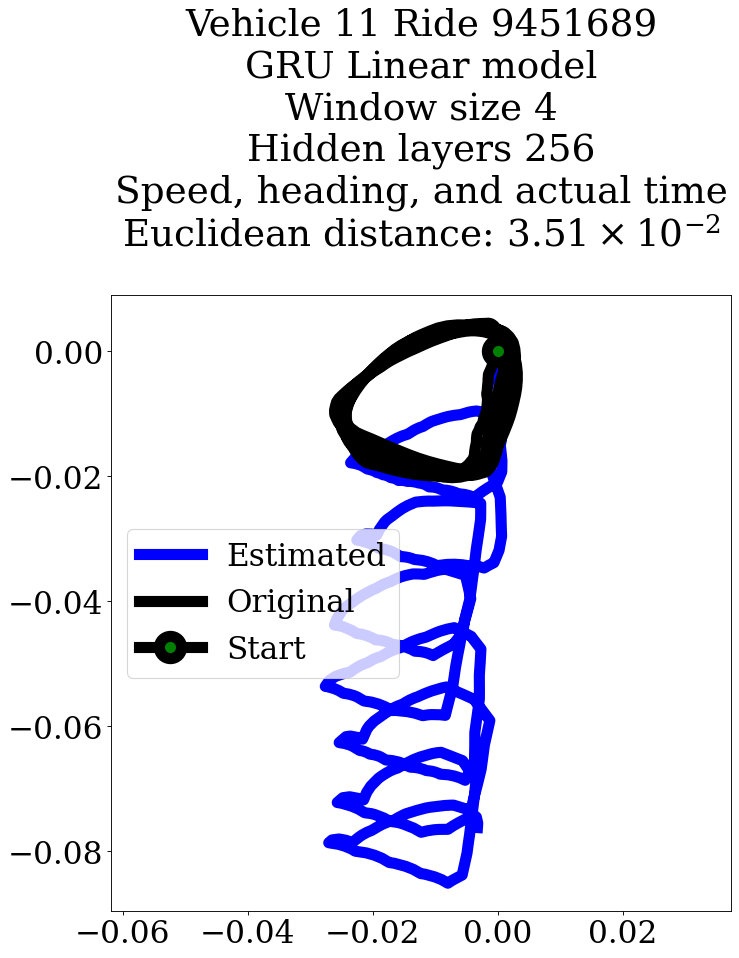 Vehicle 11 Ride 9451689
GRU Linear model
Window size 4
Hidden layers 256
Speed, heading, and actual time
Euclidean distance: 3.51 × 10⁻²
0.00
−0.02
−0.04
−0.06
−0.08
Estimated
Original
Start
−0.06 −0.04 −0.02 0.00 0.02